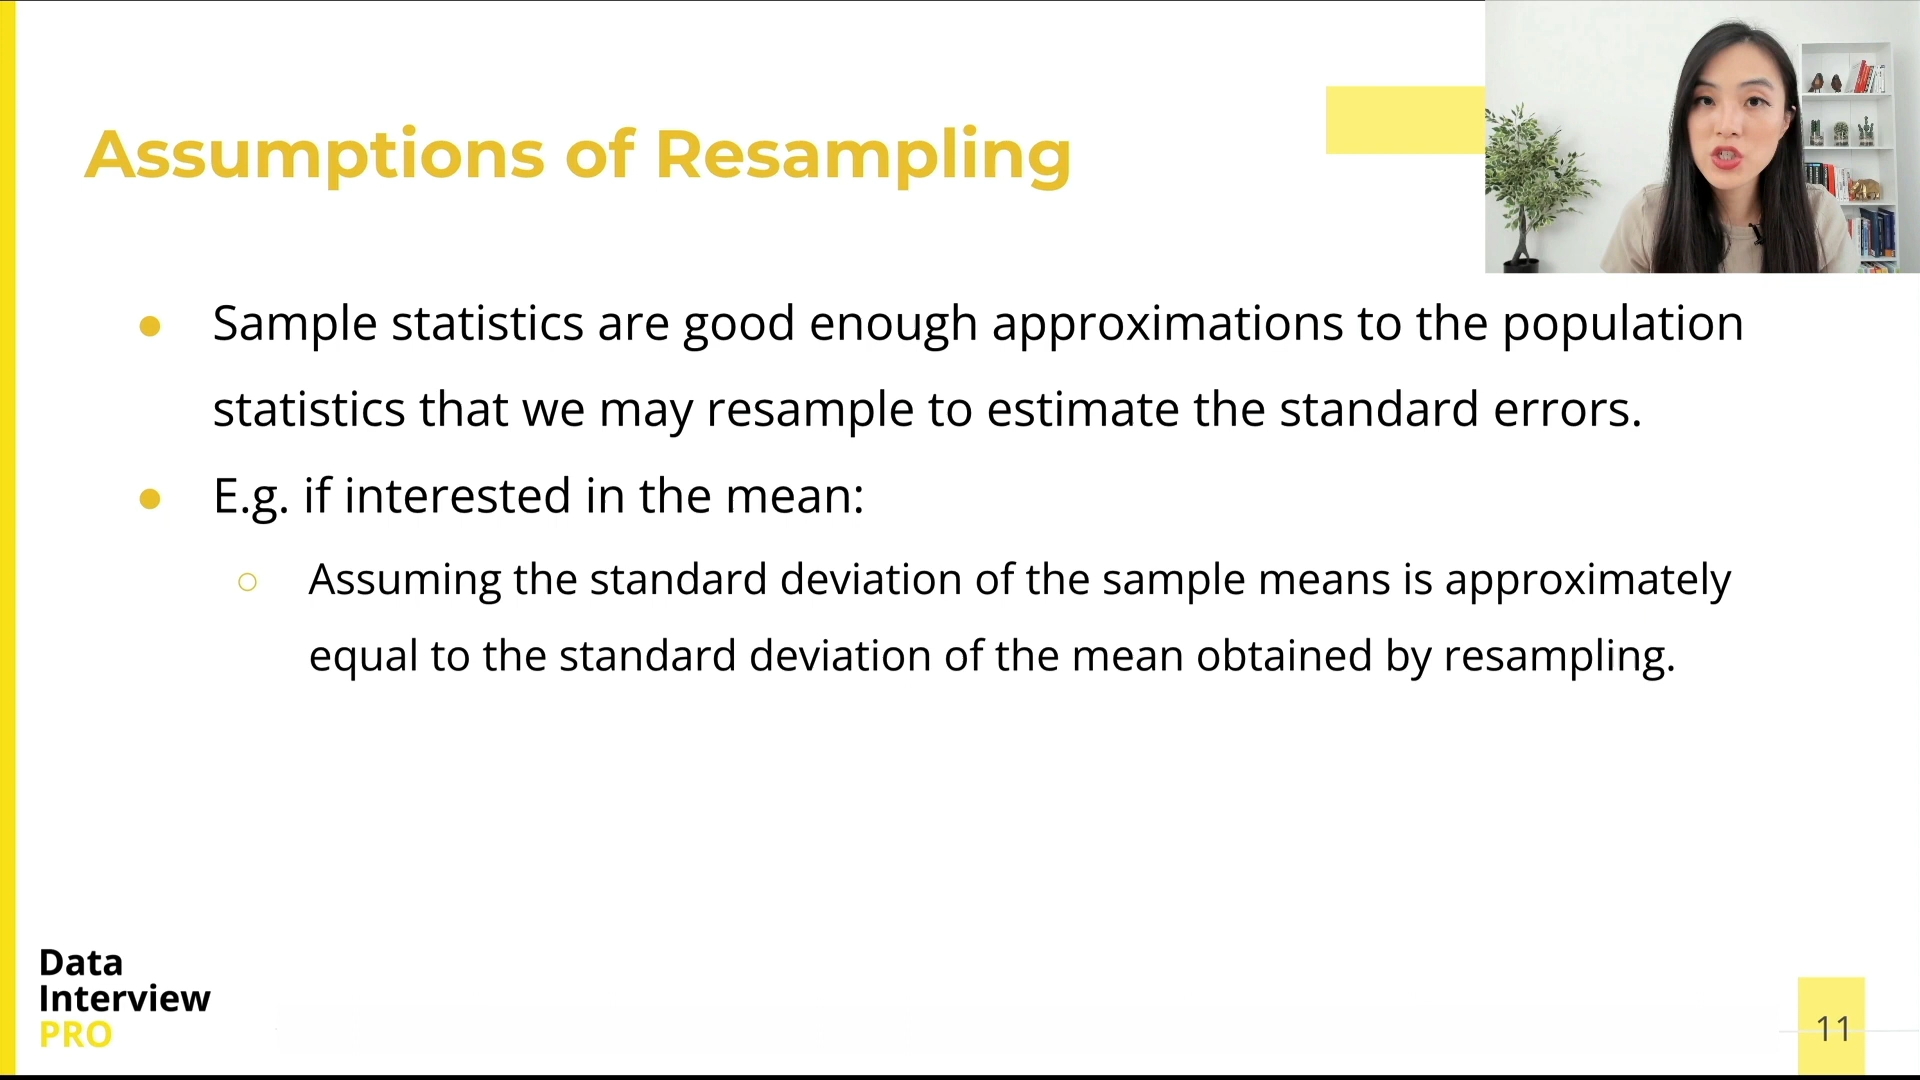 Assumptions of Resampling
● Sample statistics are good enough approximations to the population
statistics that we may resample to estimate the standard errors.
● E.g. if interested in the mean:
○ Assuming the standard deviation of the sample means is approximately
equal to the standard deviation of the mean obtained by resampling.
Data
Interview
PRO
11